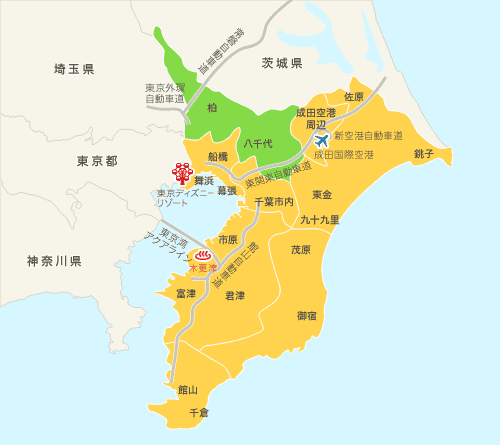 常磐自動車道
埼玉県
茨城県
東京外環
自動車道
佐原
柏
成田空港
周辺
新空港自動車道
八千代
成田国際空港
銚子
船橋
東京都
東関東自動車道
舞浜
幕張
東京ディズニー
リゾート
東金
千葉市内
九十九里
東京湾
アクアライン
市原
館山自動車道
茂原
神奈川県
木更津
富津
君津
御宿
館山
千倉